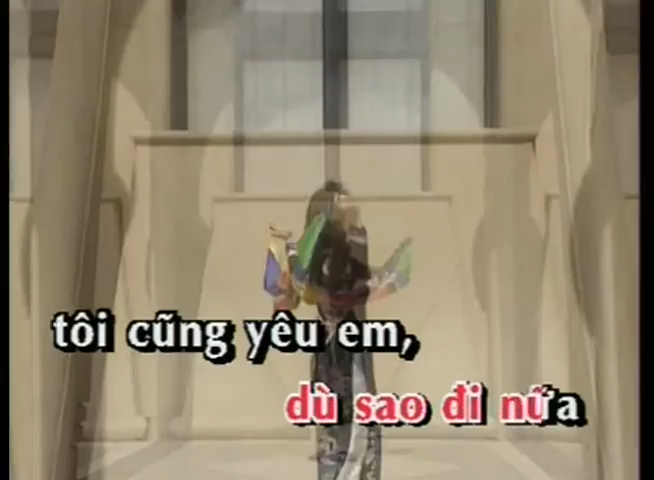 tôi cũng yêu em,
dù sao đi nữa